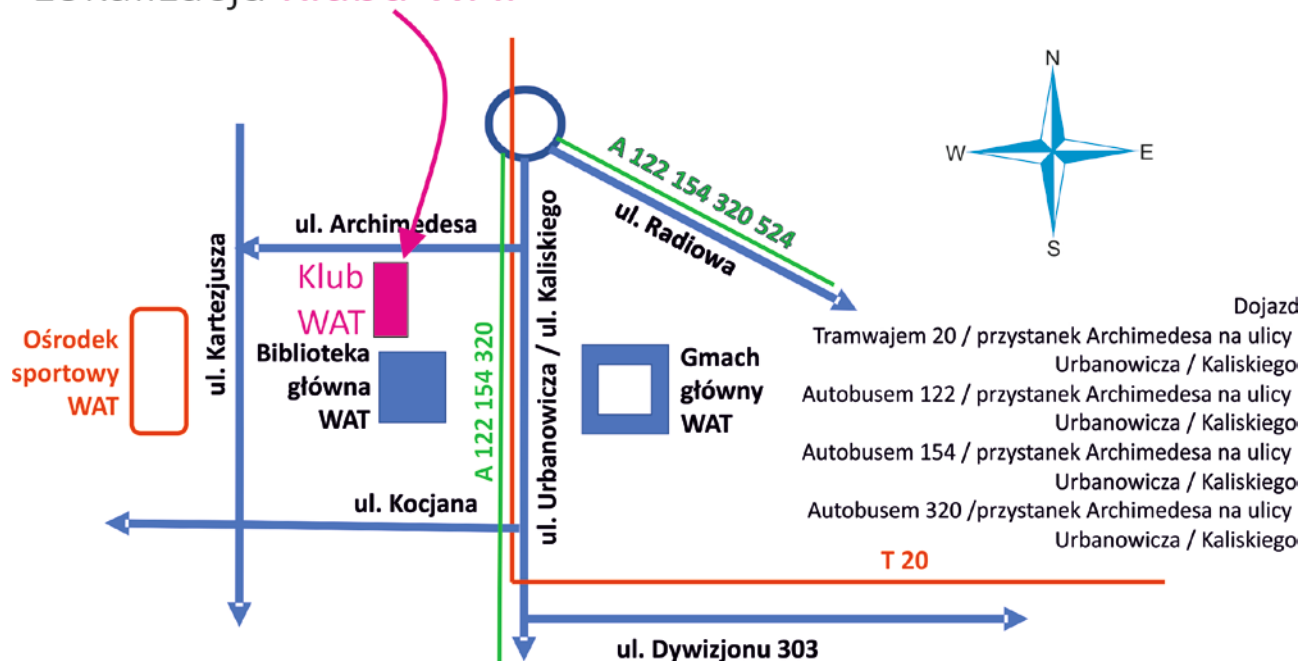 N
W
E
S
A 122 154 320 524
ul. Radiowa
ul. Archimedesa
Klub
WAT
ul. Kartezjusza
Ośrodek
sportowy
WAT
Biblioteka
główna
WAT
A 122 154 320
ul. Urbanowicza / ul. Kaliskiego
Gmach
główny
WAT
Dojazd
Tramwajem 20 / przystanek Archimedesa na ulicy
Urbanowicza / Kaliskiego
Autobusem 122 / przystanek Archimedesa na ulicy
Urbanowicza / Kaliskiego
Autobusem 154 / przystanek Archimedesa na ulicy
Urbanowicza / Kaliskiego
Autobusem 320 /przystanek Archimedesa na ulicy
Urbanowicza / Kaliskiego
ul. Kocjana
T 20
ul. Dywizjonu 303